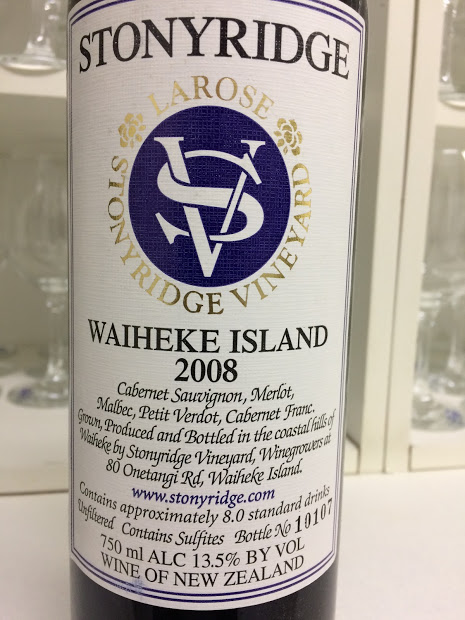 STONYRIDGE
LAROSE
SV
STONYRIDGE VINEYARD
WAIHEKE ISLAND
2008
Cabernet Sauvignon, Merlot,
Malbec, Petit Verdot, Cabernet Franc.
Grown, Produced and Bottled in the coastal hills of
Waiheke by Stonyridge Vineyard, Winegrowers at
80 Onetangi Rd, Waiheke Island.
www.stonyridge.com
Contains approximately 8.0 standard drinks
Unfiltered Contains Sulfites Bottle No 10107
750 ml ALC 13.5% BY VOL
WINE OF NEW ZEALAND